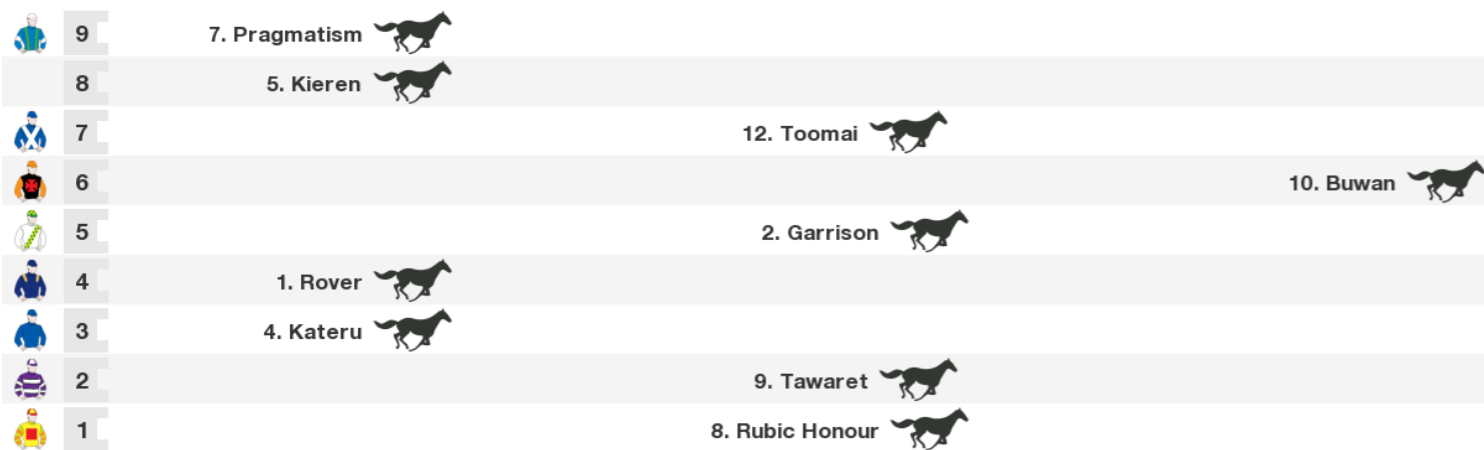 9 7. Pragmatism
8 5. Kieren
7 12. Toomai
6 10. Buwan
5 2. Garrison
4 1. Rover
3 4. Kateru
2 9. Tawaret
1 8. Rubic Honour